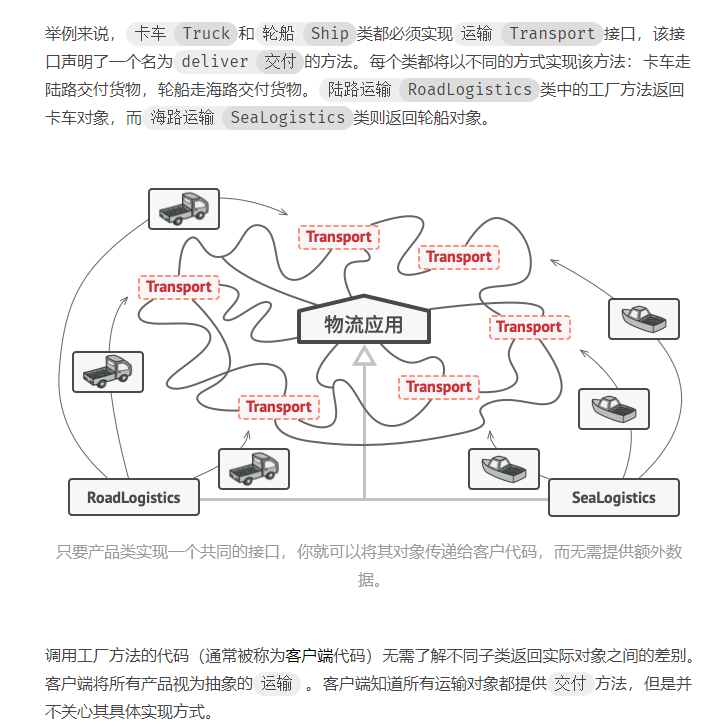 举例来说， 卡车 Truck 和 轮船 Ship 类都必须实现 运输 Transport 接口，该接
口声明了一个名为 deliver 交付 的方法。每个类都将以不同的方式实现该方法：卡车走
陆路交付货物，轮船走海路交付货物。 陆路运输 RoadLogistics 类中的工厂方法返回
卡车对象，而 海路运输 SeaLogistics 类则返回轮船对象。
Transport
Transport
Transport
物流应用
Transport
Transport
Transport
RoadLogistics
SeaLogistics
只要产品类实现一个共同的接口，你就可以将其对象传递给客户代码，而无需提供额外数
据。
调用工厂方法的代码（通常被称为客户端代码）无需了解不同子类返回实际对象之间的差别。
客户端将所有产品视为抽象的 运输 。客户端知道所有运输对象都提供 交付 方法，但是并
不关心其具体实现方式。